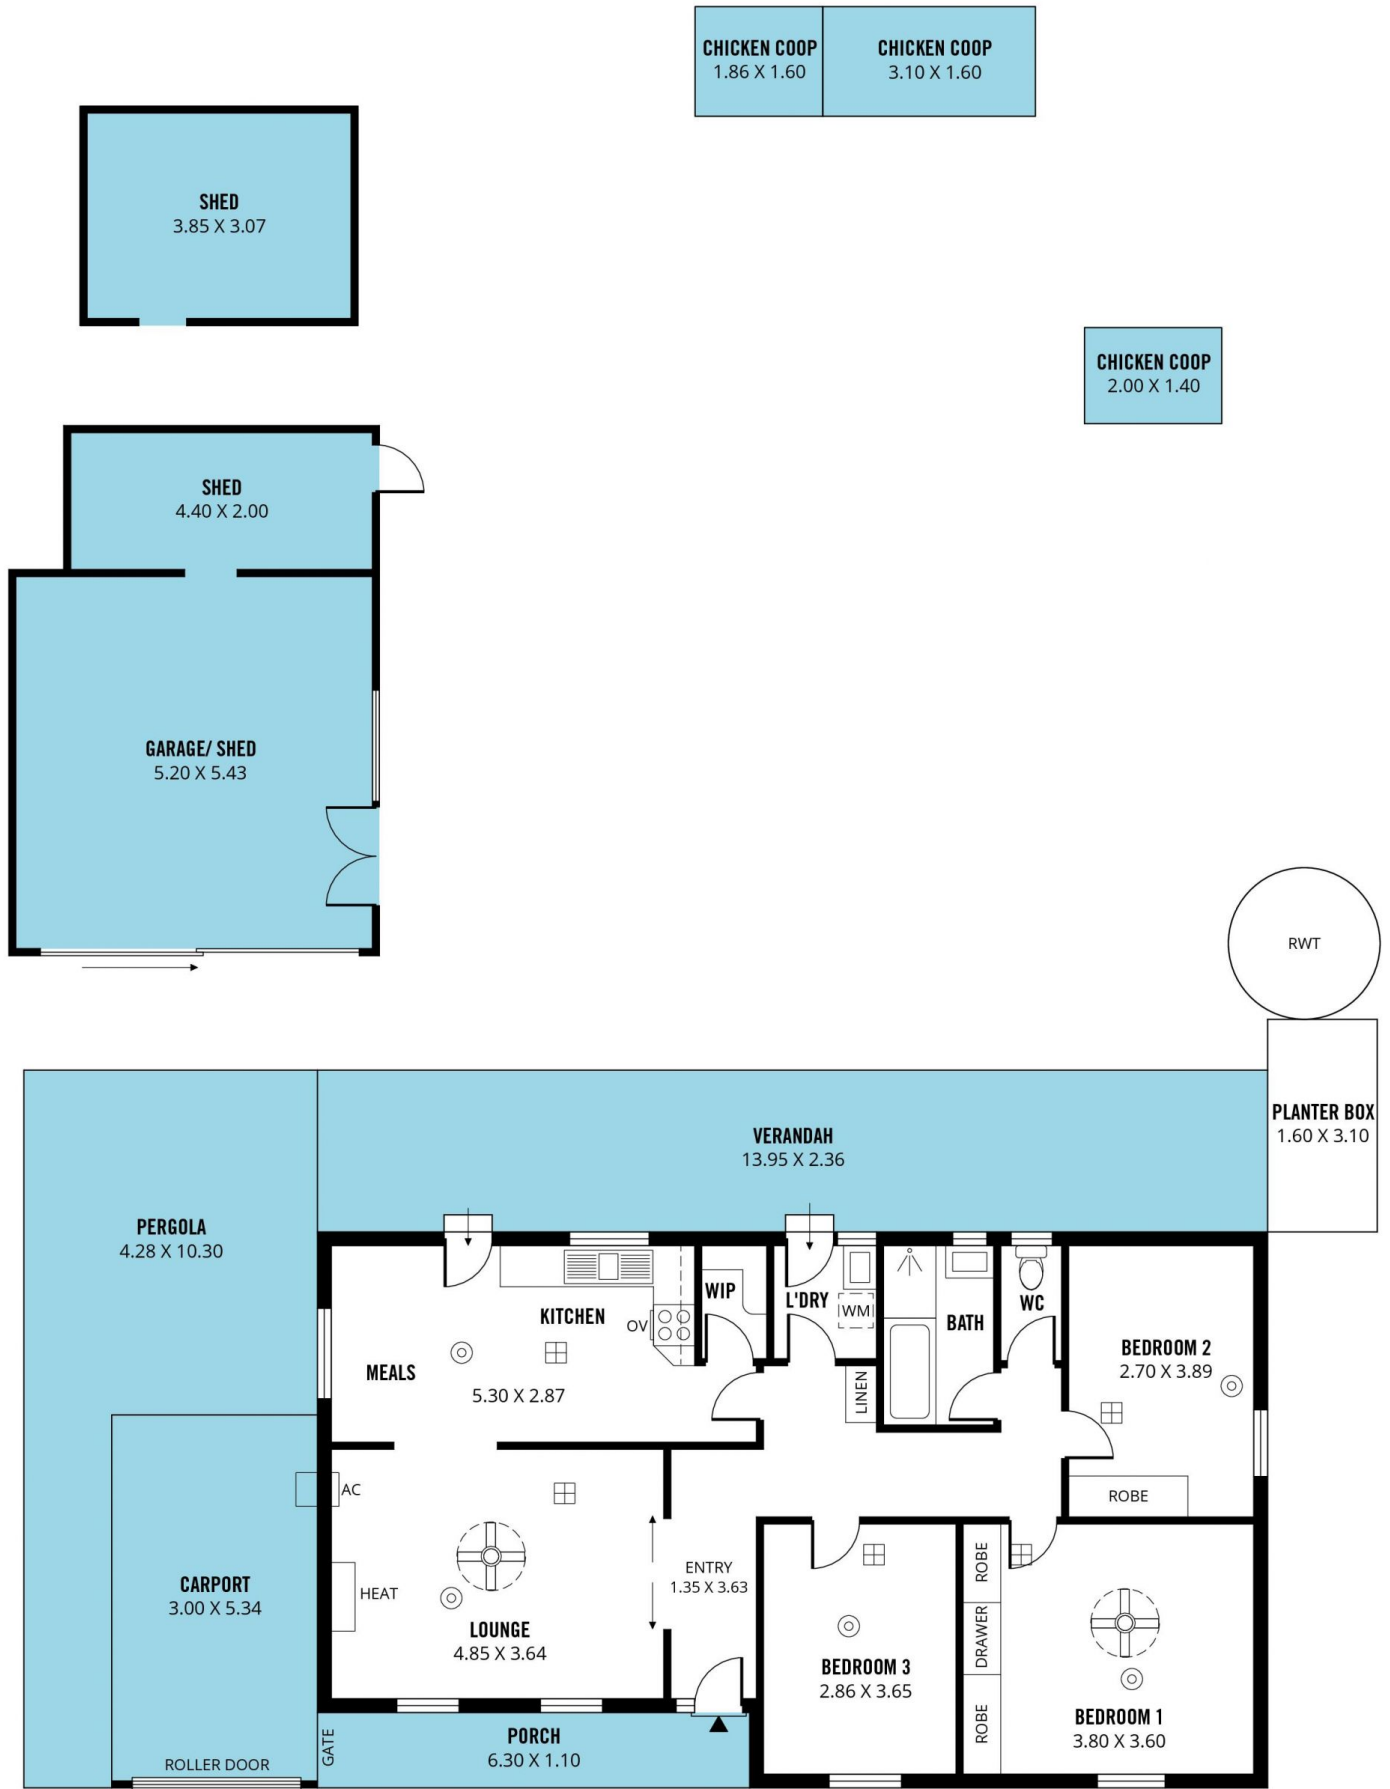 CHICKEN COOP
1.86 X 1.60
CHICKEN COOP
3.10 X 1.60
SHED
3.85 X 3.07
CHICKEN COOP
2.00 X 1.40
SHED
4.40 X 2.00
GARAGE/ SHED
5.20 X 5.43
RWT
PLANTER BOX
1.60 X 3.10
VERANDAH
13.95 X 2.36
PERGOLA
4.28 X 10.30
KITCHEN
OV
MEALS
5.30 X 2.87
WIP
L'DRY
WM
LINEN
BATH
WC
BEDROOM 2
2.70 X 3.89
ROBE
AC
HEAT
LOUNGE
4.85 X 3.64
ENTRY
1.35 X 3.63
CARPORT
3.00 X 5.34
ROLLER DOOR
GATE
PORCH
6.30 X 1.10
BEDROOM 3
2.86 X 3.65
ROBE
DRAWER
ROBE
BEDROOM 1
3.80 X 3.60